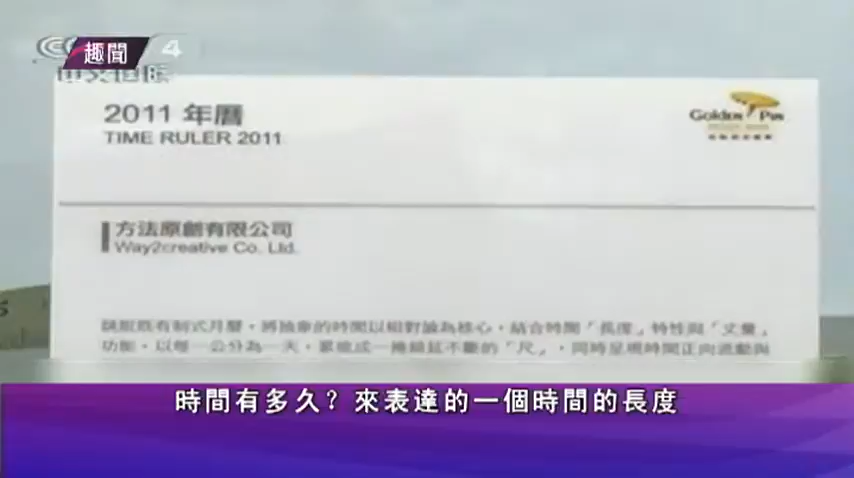 趣聞
4
2011 年曆
TIME RULER 2011
Golden Pin
方法原創有限公司
Way2creative Co. Ltd.
跳脫既有制式月曆,將抽象的時間以相對論為核心,結合時間「長度」特性與「丈量」
功能,以每一公分為一天,累積成一捲綿延不斷的「尺」,同時呈現時間正向流動與
時間有多久?來表達的一個時間的長度